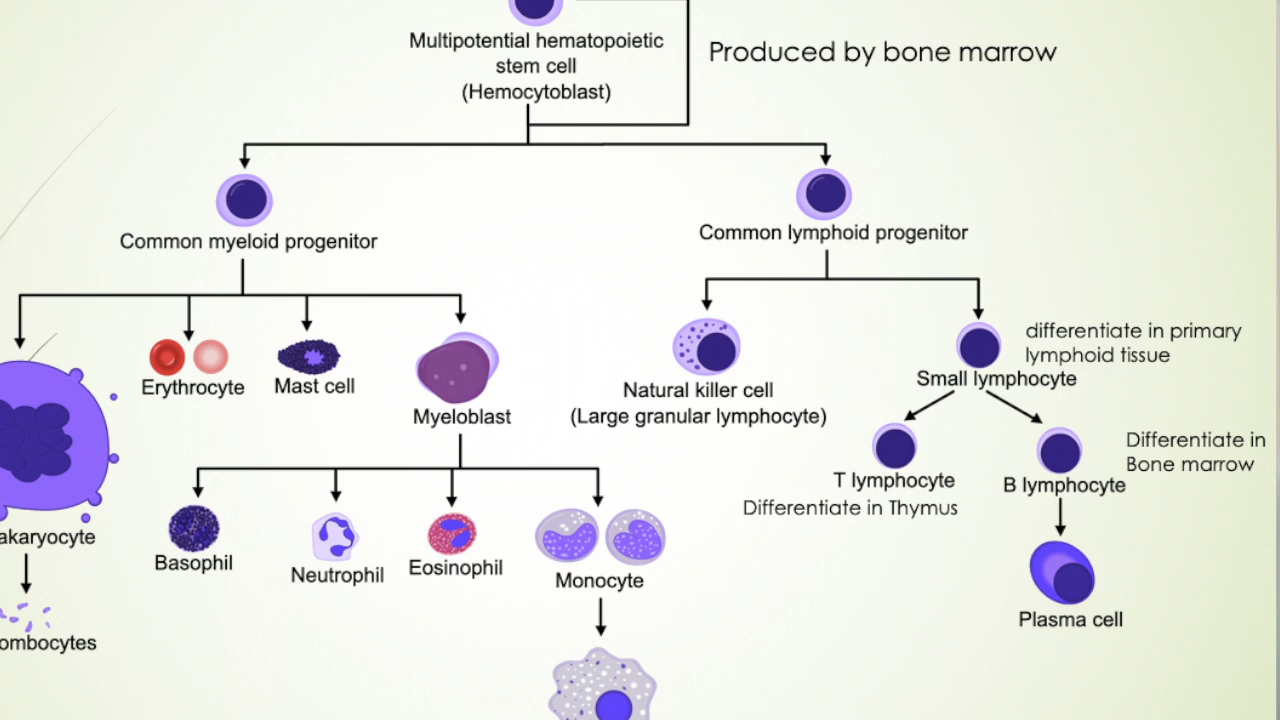 Multipotential hematopoietic
stem cell
(Hemocytoblast)
Produced by bone marrow
Common myeloid progenitor
Common lymphoid progenitor
Erythrocyte
Mast cell
Myeloblast
Natural killer cell
(Large granular lymphocyte)
differentiate in primary
lymphoid tissue
Small lymphocyte
T lymphocyte
Differentiate in Thymus
B lymphocyte
Differentiate in
Bone marrow
akaryocyte
Basophil
Neutrophil
Eosinophil
Monocyte
Plasma cell
ombocytes